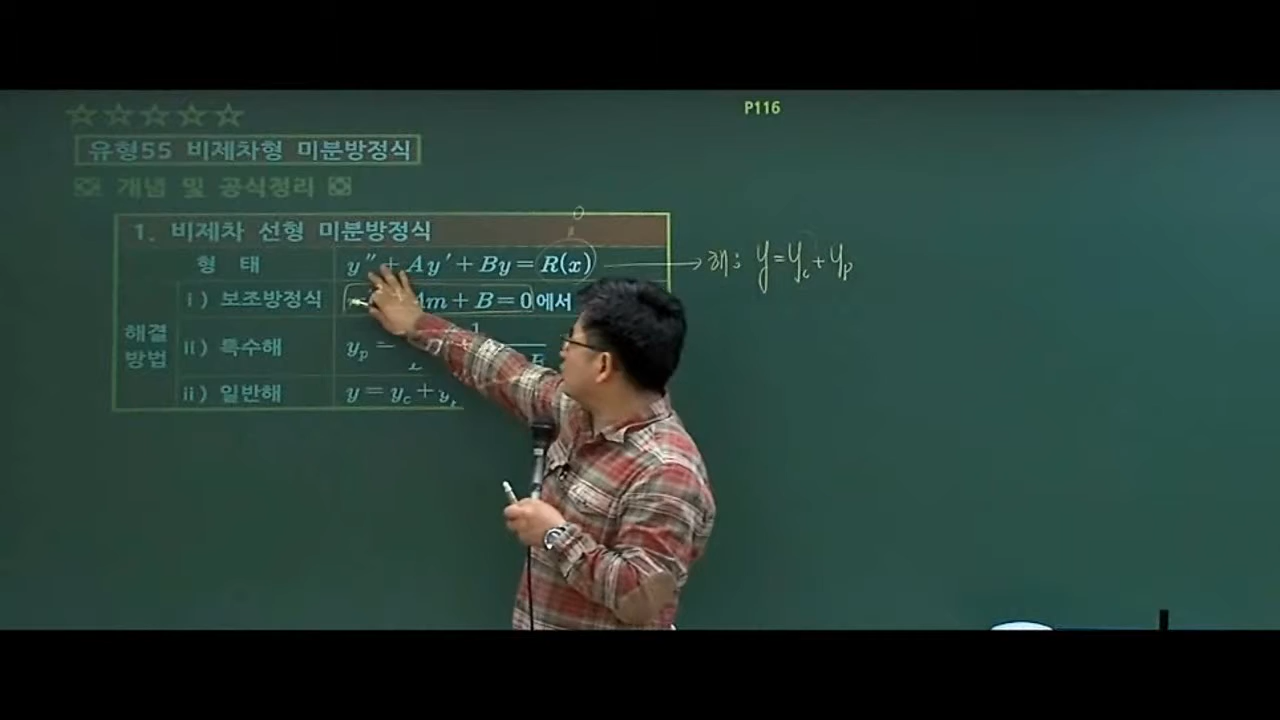 P116
☆☆☆☆☆
유형55 비제차형 미분방정식
개념 및 공식정리
1. 비제차 선형 미분방정식
0
=
형 태 y″ + Ay′ + By = R(x) → 해: y = y_c + y_p
해결 방법
ⅰ) 보조방정식 Am + B = 0에서
ⅱ) 특수해 y_p =
ⅱ) 일반해 y = y_c + y